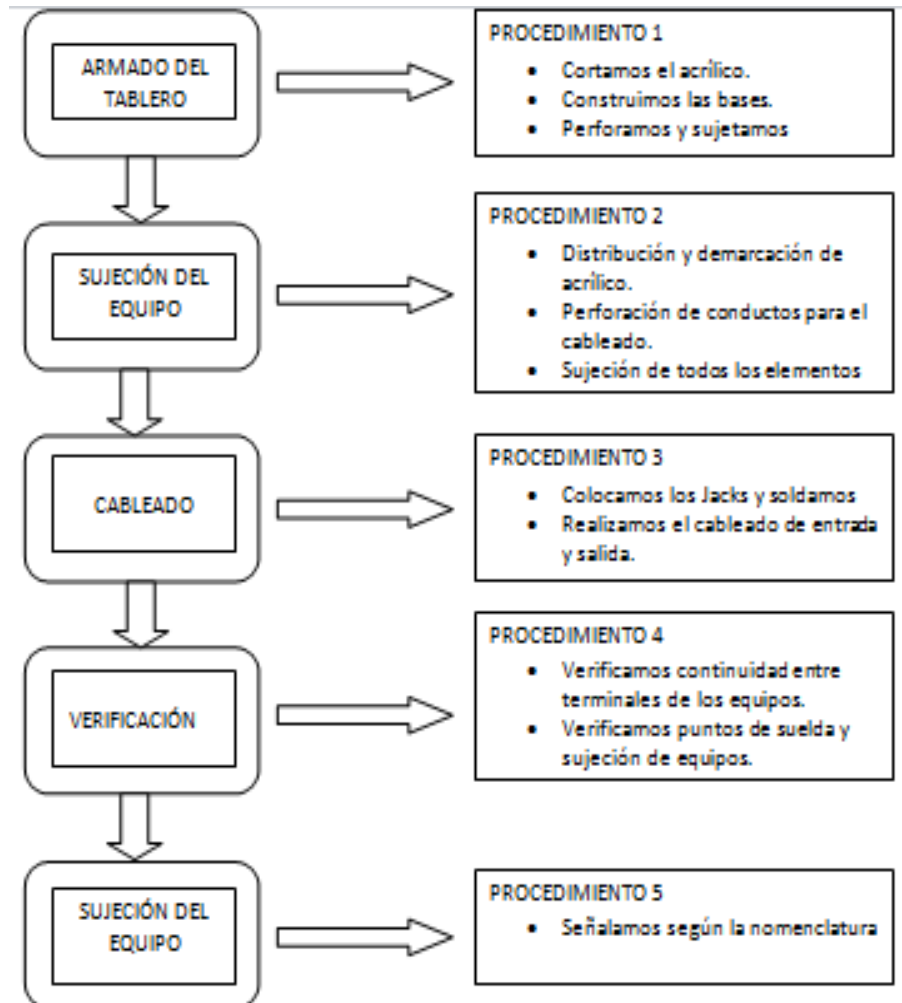 ARMADO DEL
TABLERO
PROCEDIMIENTO 1
• Cortamos el acrílico.
• Construimos las bases.
• Perforamos y sujetamos
SUJECIÓN DEL
EQUIPO
PROCEDIMIENTO 2
• Distribución y demarcación de
acrílico.
• Perforación de conductos para el
cableado.
• Sujeción de todos los elementos
CABLEADO
PROCEDIMIENTO 3
• Colocamos los Jacks y soldamos
• Realizamos el cableado de entrada
y salida.
VERIFICACIÓN
PROCEDIMIENTO 4
• Verificamos continuidad entre
terminales de los equipos.
• Verificamos puntos de suelda y
sujeción de equipos.
SUJECIÓN DEL
EQUIPO
PROCEDIMIENTO 5
• Señalamos según la nomenclatura